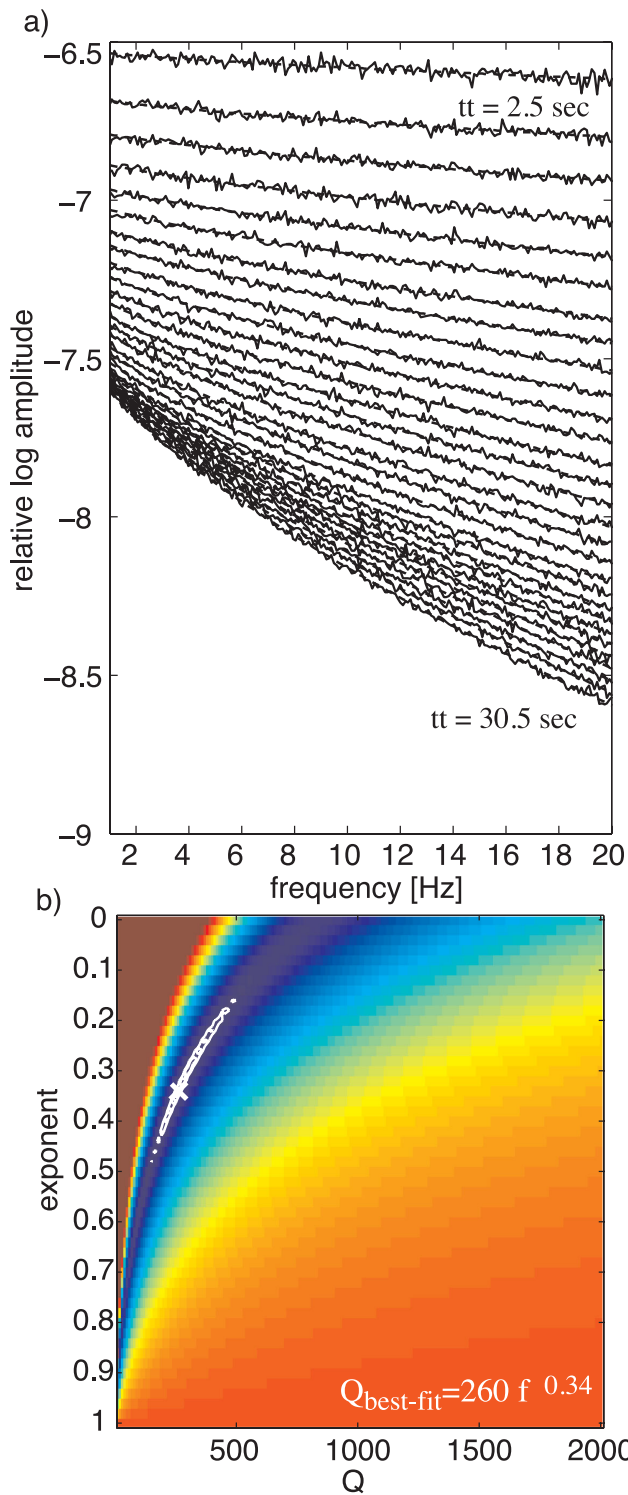 a)
−6.5
tt = 2.5 sec
−7
−7.5
−8
−8.5
tt = 30.5 sec
−9
relative log amplitude
2 4 6 8 10 12 14 16 18 20
frequency [Hz]
b)
0
0.1
0.2
0.3
0.4
0.5
0.6
0.7
0.8
0.9
1
exponent
Q_best-fit=260 f^0.34
500 1000 1500 2000
Q